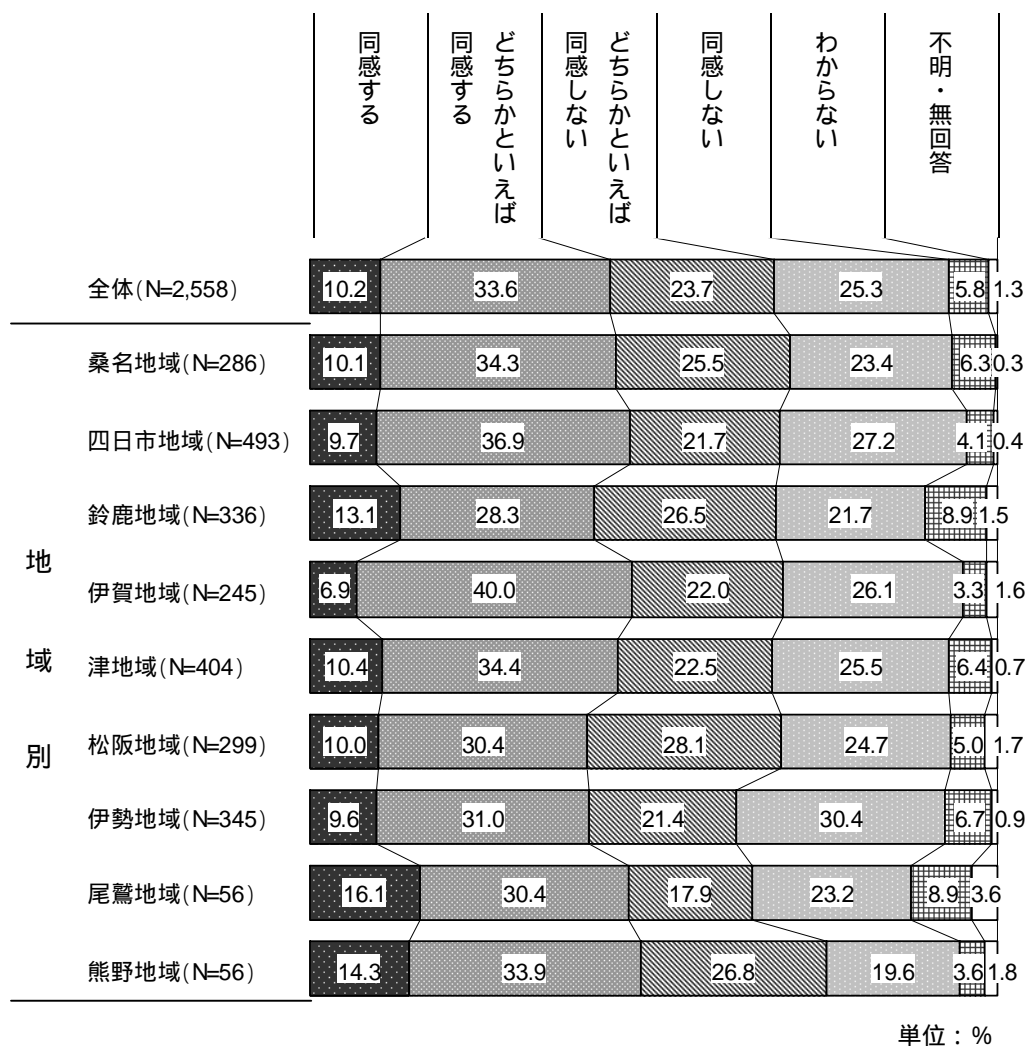 同感する
どちらかといえば
同感する
どちらかといえば
同感しない
同感しない
わからない
不明・無回答
全体(N=2,558) 10.2 33.6 23.7 25.3 5.8 1.3
地域別
桑名地域(N=286) 10.1 34.3 25.5 23.4 6.3 0.3
四日市地域(N=493) 9.7 36.9 21.7 27.2 4.1 0.4
鈴鹿地域(N=336) 13.1 28.3 26.5 21.7 8.9 1.5
伊賀地域(N=245) 6.9 40.0 22.0 26.1 3.3 1.6
津地域(N=404) 10.4 34.4 22.5 25.5 6.4 0.7
松阪地域(N=299) 10.0 30.4 28.1 24.7 5.0 1.7
伊勢地域(N=345) 9.6 31.0 21.4 30.4 6.7 0.9
尾鷲地域(N=56) 16.1 30.4 17.9 23.2 8.9 3.6
熊野地域(N=56) 14.3 33.9 26.8 19.6 3.6 1.8
単位：%